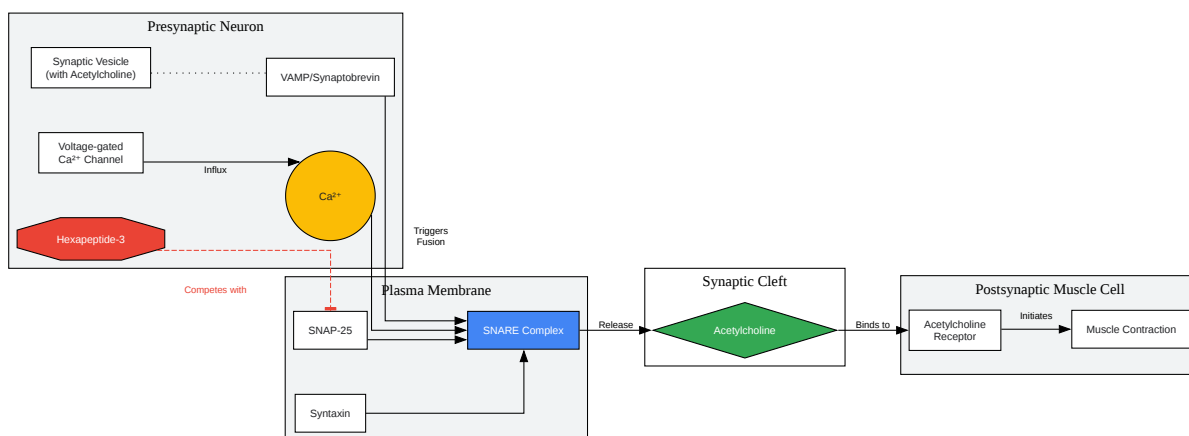 Presynaptic Neuron
Synaptic Vesicle
(with Acetylcholine)
VAMP/Synaptobrevin
Voltage-gated
Ca²⁺ Channel
Influx
Ca²⁺
Hexapeptide-3
Triggers
Fusion
Competes with
Plasma Membrane
SNAP-25
SNARE Complex
Syntaxin
Release
Synaptic Cleft
Acetylcholine
Binds to
Postsynaptic Muscle Cell
Acetylcholine
Receptor
Initiates
Muscle Contraction